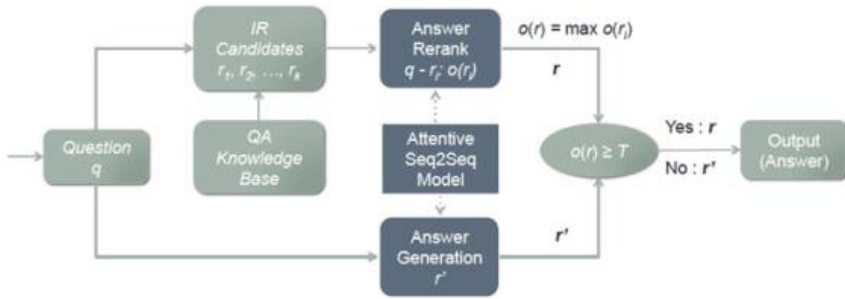 IR
Candidates
r1, r2, ..., rk
Answer
Rerank
q - ri: o(ri)
o(r) = max o(ri)
r
Question
q
QA
Knowledge
Base
Attentive
Seq2Seq
Model
o(r) ≥ T
Yes : r
No : r'
Output
(Answer)
Answer
Generation
r'
r'